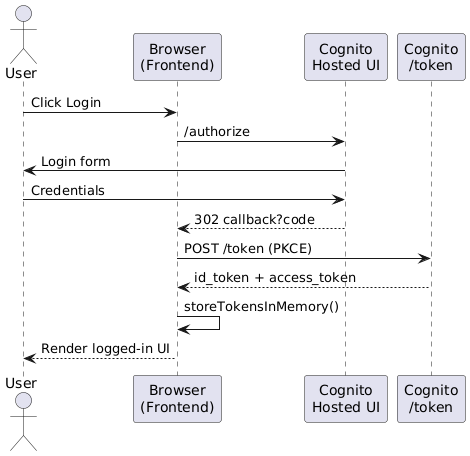 User
Browser
(Frontend)
Cognito
Hosted UI
Cognito
/token
Click Login
/authorize
Login form
Credentials
302 callback?code
POST /token (PKCE)
id_token + access_token
storeTokensInMemory()
Render logged-in UI
User
Browser
(Frontend)
Cognito
Hosted UI
Cognito
/token